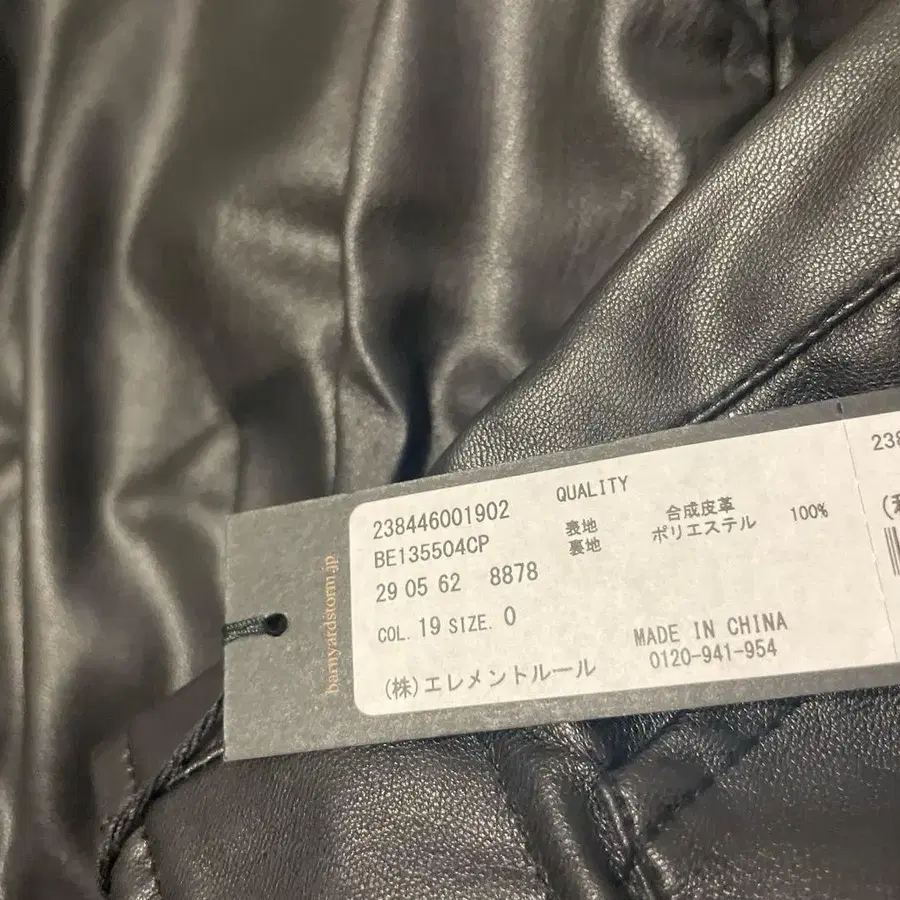 barnyardstorm.jp
238446001902
QUALITY
BE135504CP
表地 合成皮革
裏地 ポリエステル 100%
29 05 62 8878
COL. 19 SIZE. 0
MADE IN CHINA
(株)エレメントルール 0120-941-954
238